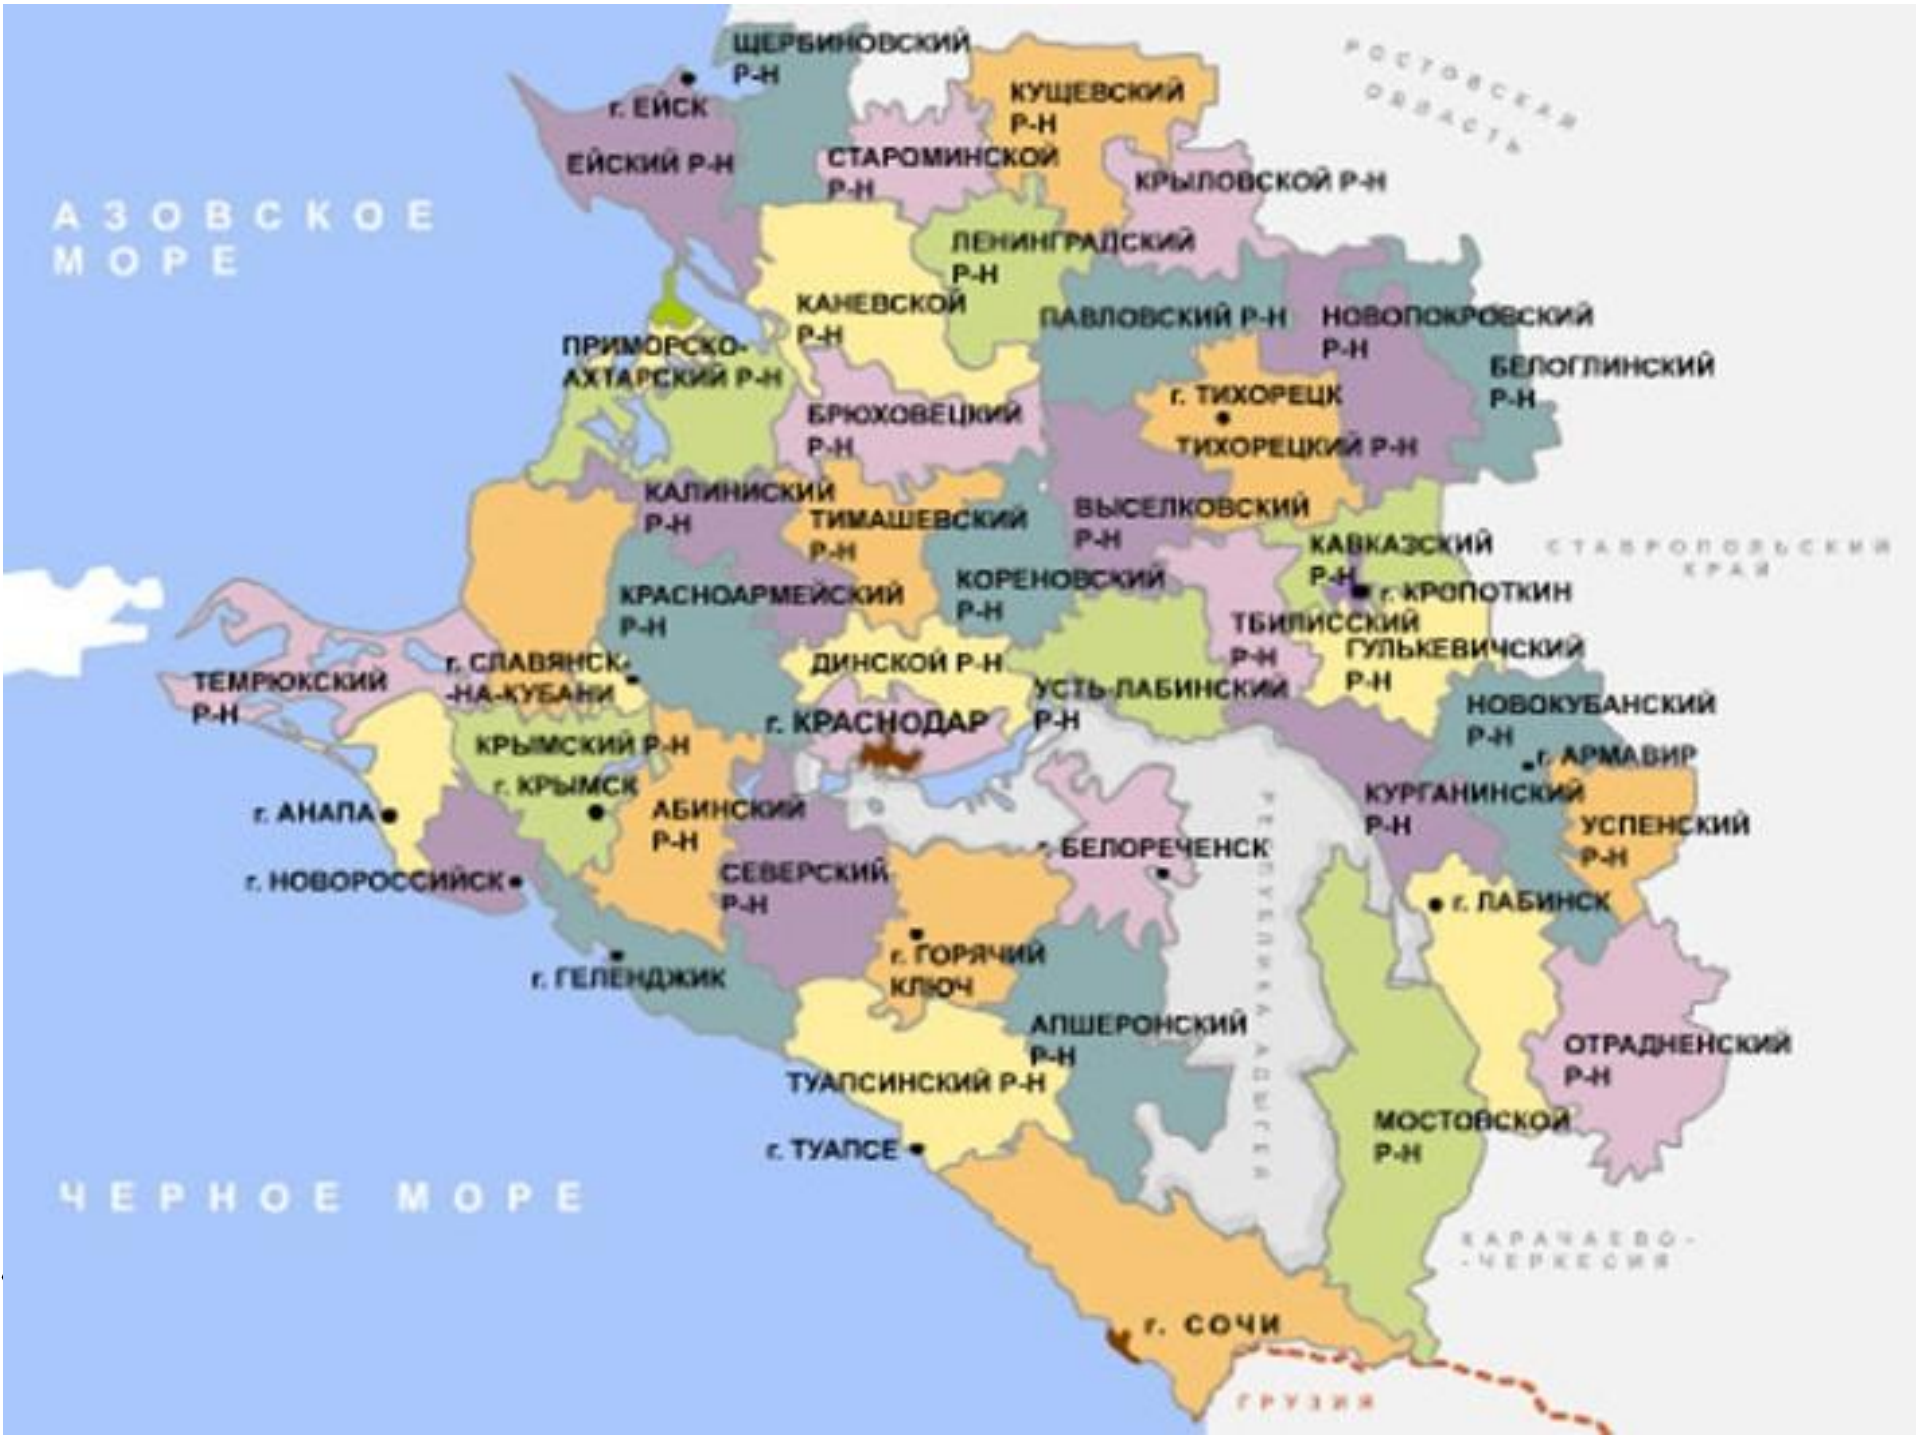 ЩЕРБИНОВСКИЙ
Р-Н
г. ЕЙСК
ЕЙСКИЙ Р-Н
КУЩЕВСКИЙ
Р-Н
РОСТОВСКАЯ
ОБЛАСТЬ
СТАРОМИНСКОЙ
Р-Н
КРЫЛОВСКОЙ Р-Н
АЗОВСКОЕ
МОРЕ
ЛЕНИНГРАДСКИЙ
Р-Н
КАНЕВСКОЙ
Р-Н
ПАВЛОВСКИЙ Р-Н
НОВОПОКРОВСКИЙ
Р-Н
ПРИМОРСКО-
АХТАРСКИЙ Р-Н
БЕЛОГЛИНСКИЙ
Р-Н
г. ТИХОРЕЦК
ТИХОРЕЦКИЙ Р-Н
БРЮХОВЕЦКИЙ
Р-Н
КАЛИНИСКИЙ
Р-Н
ТИМАШЕВСКИЙ
Р-Н
ВЫСЕЛКОВСКИЙ
Р-Н
КАВКАЗСКИЙ
Р-Н
г. КРОПОТКИН
СТАВРОПОЛЬСКИЙ
КРАЙ
КРАСНОАРМЕЙСКИЙ
Р-Н
КОРЕНОВСКИЙ
Р-Н
ТБИЛИССКИЙ
Р-Н
ГУЛЬКЕВИЧСКИЙ
Р-Н
ТЕМРЮКСКИЙ
Р-Н
г. СЛАВЯНСК-
-НА-КУБАНИ
ДИНСКОЙ Р-Н
УСТЬ-ЛАБИНСКИЙ
Р-Н
НОВОКУБАНСКИЙ
Р-Н
г. КРАСНОДАР
КРЫМСКИЙ Р-Н
г. КРЫМСК
г. АРМАВИР
КУРГАНИНСКИЙ
Р-Н
УСПЕНСКИЙ
Р-Н
г. АНАПА
АБИНСКИЙ
Р-Н
г. БЕЛОРЕЧЕНСК
РЕСПУБЛИКА АДЫГЕЯ
г. НОВОРОССИЙСК
СЕВЕРСКИЙ
Р-Н
г. ЛАБИНСК
г. ГЕЛЕНДЖИК
г. ГОРЯЧИЙ
КЛЮЧ
АПШЕРОНСКИЙ
Р-Н
ОТРАДНЕНСКИЙ
Р-Н
ТУАПСИНСКИЙ Р-Н
МОСТОВСКОЙ
Р-Н
г. ТУАПСЕ
ЧЕРНОЕ МОРЕ
КАРАЧАЕВО-
-ЧЕРКЕСИЯ
г. СОЧИ
ГРУЗИЯ